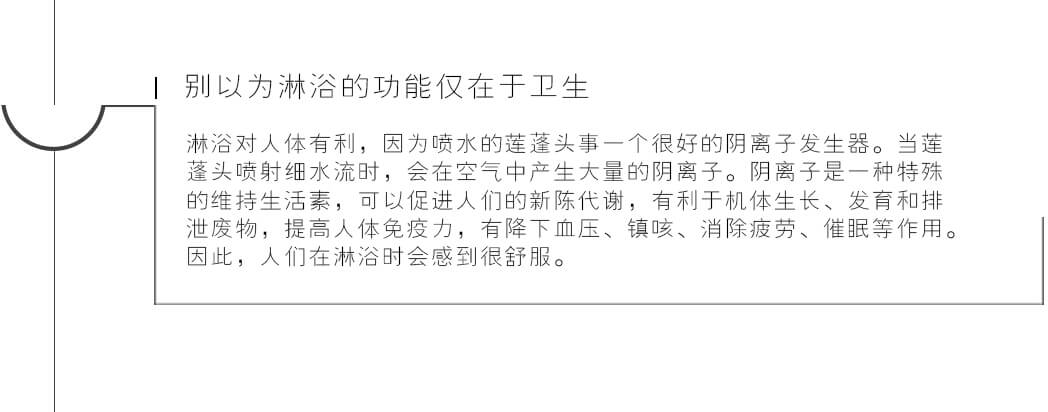 别以为淋浴的功能仅在于卫生
淋浴对人体有利，因为喷水的莲蓬头事一个很好的阴离子发生器。当莲
蓬头喷射细水流时，会在空气中产生大量的阴离子。阴离子是一种特殊
的维持生活素，可以促进人们的新陈代谢，有利于机体生长、发育和排
泄废物，提高人体免疫力，有降下血压、镇咳、消除疲劳、催眠等作用。
因此，人们在淋浴时会感到很舒服。